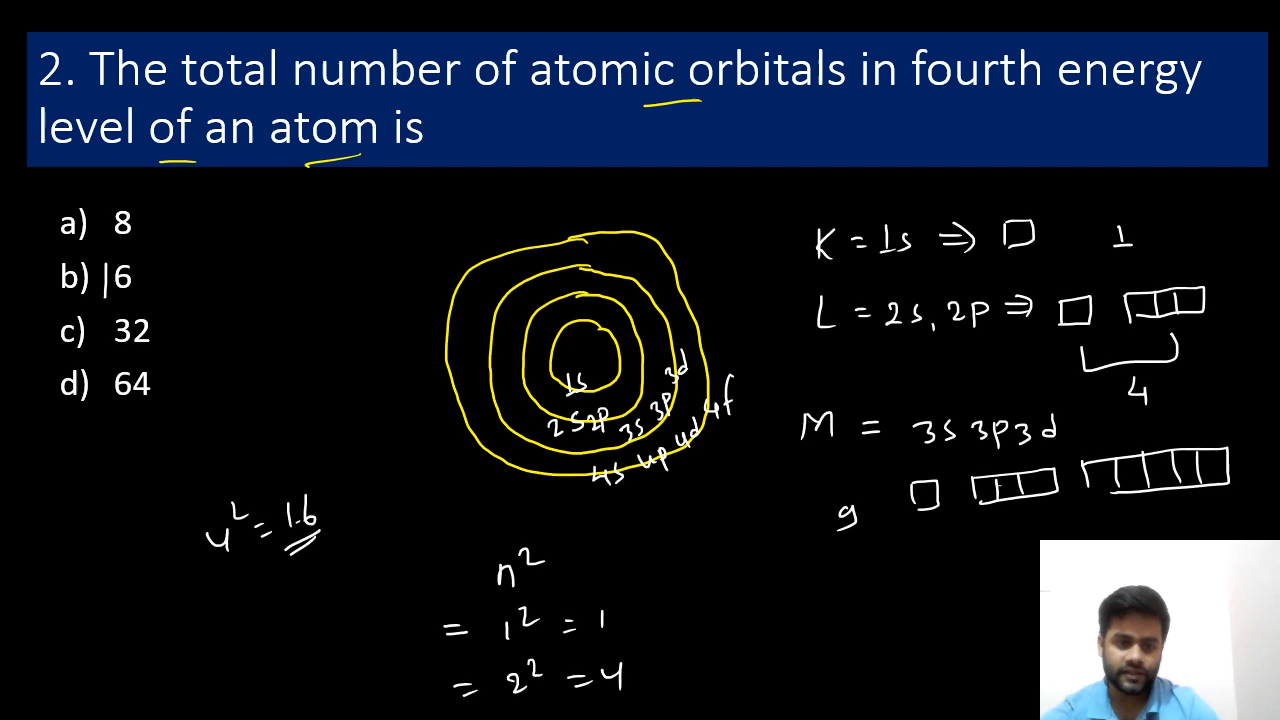 2. The total number of atomic orbitals in fourth energy
level of an atom is
a) 8
b) |6
c) 32
d) 64
1s
2s 2p
3s 3p 3d
4s 4p 4d 4f
K = 1s ⇒ 1
L = 2s, 2p ⇒
4
M = 3s 3p 3d
9
4² = 16
n²
= 1² = 1
= 2² = 4